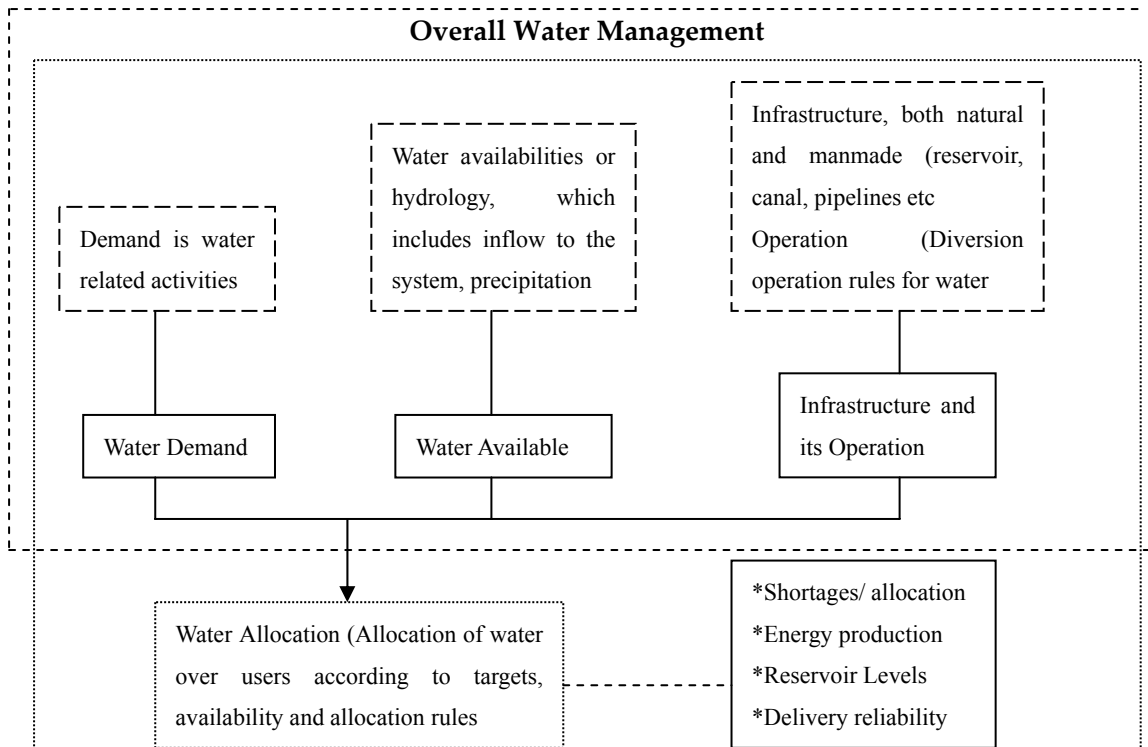 Overall Water Management
Demand is water
related activities
Water availabilities or
hydrology, which
includes inflow to the
system, precipitation
Infrastructure, both natural
and manmade (reservoir,
canal, pipelines etc
Operation (Diversion
operation rules for water
Water Demand
Water Available
Infrastructure and
its Operation
Water Allocation (Allocation of water
over users according to targets,
availability and allocation rules
*Shortages/ allocation
*Energy production
*Reservoir Levels
*Delivery reliability